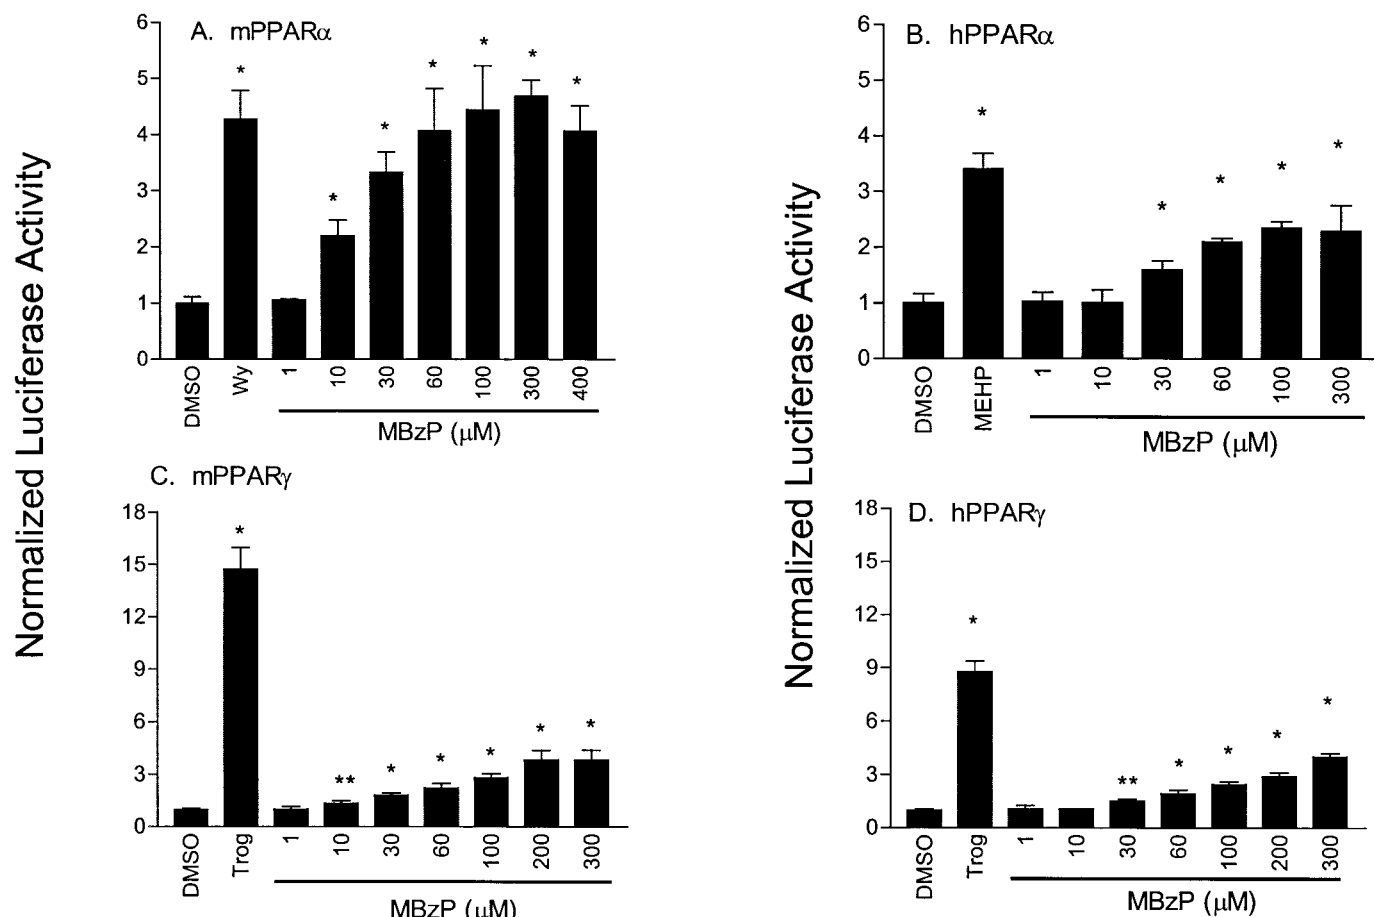 Normalized Luciferase Activity
A. mPPARα
6
5
4
3
2
1
0
* * * * * * *
DMSO Wy 1 10 30 60 100 300 400
MBzP (μM)
Normalized Luciferase Activity
B. hPPARα
6
5
4
3
2
1
0
* * * * *
DMSO MEHP 1 10 30 60 100 300
MBzP (μM)
C. mPPARγ
18
15
12
9
6
3
0
* ** * * * * *
DMSO Trog 1 10 30 60 100 200 300
MBzP (μM)
D. hPPARγ
18
15
12
9
6
3
0
* ** * * * *
DMSO Trog 1 10 30 60 100 200 300
MBzP (μM)